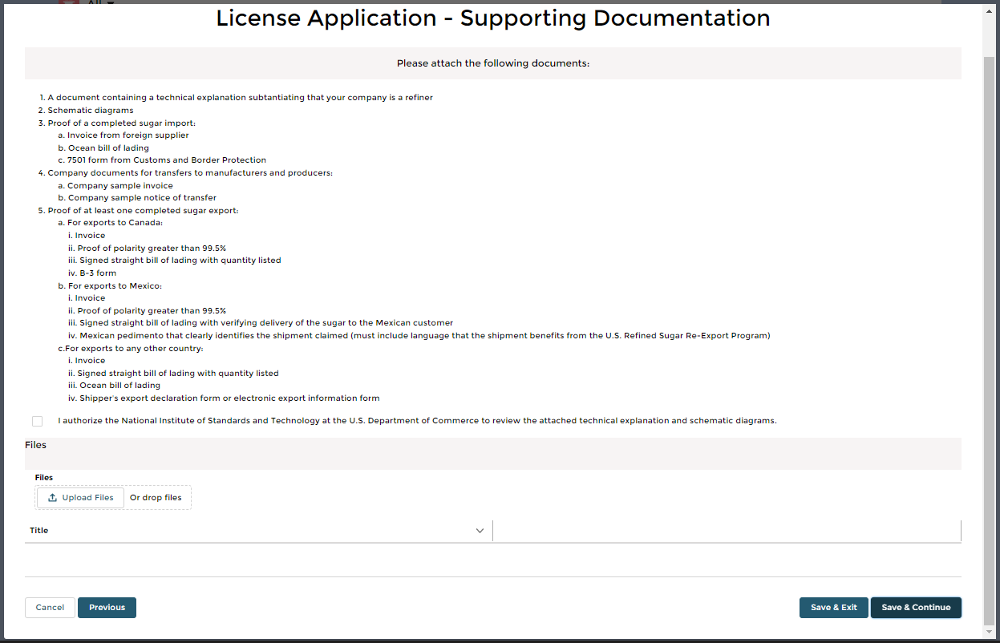 All
License Application - Supporting Documentation
Please attach the following documents:
1. A document containing a technical explanation subtantiating that your company is a refiner
2. Schematic diagrams
3. Proof of a completed sugar import:
a. Invoice from foreign supplier
b. Ocean bill of lading
c. 7501 form from Customs and Border Protection
4. Company documents for transfers to manufacturers and producers:
a. Company sample invoice
b. Company sample notice of transfer
5. Proof of at least one completed sugar export:
a. For exports to Canada:
i. Invoice
ii. Proof of polarity greater than 99.5%
iii. Signed straight bill of lading with quantity listed
iv. B-3 form
b. For exports to Mexico:
i. Invoice
ii. Proof of polarity greater than 99.5%
iii. Signed straight bill of lading with verifying delivery of the sugar to the Mexican customer
iv. Mexican pedimento that clearly identifies the shipment claimed (must include language that the shipment benefits from the U.S. Refined Sugar Re-Export Program)
c.For exports to any other country:
i. Invoice
ii. Signed straight bill of lading with quantity listed
iii. Ocean bill of lading
iv. Shipper's export declaration form or electronic export information form
I authorize the National Institute of Standards and Technology at the U.S. Department of Commerce to review the attached technical explanation and schematic diagrams.
Files
Files
Upload Files Or drop files
Title
Cancel Previous Save & Exit Save & Continue